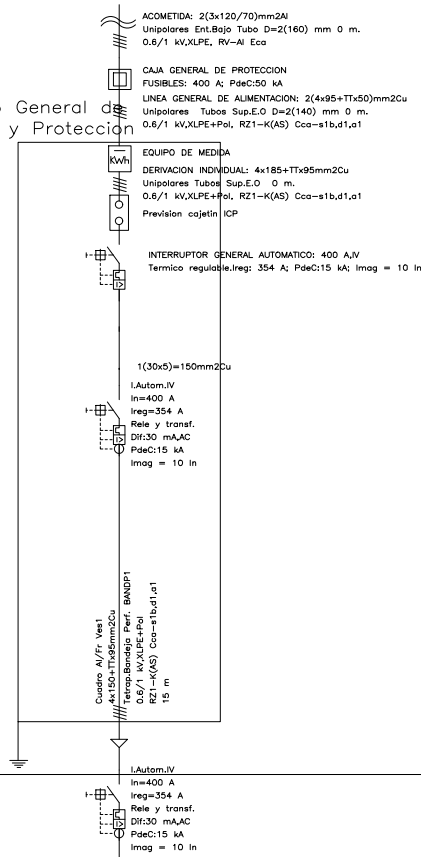 ACOMETIDA: 2(3x120/70)mm2Al
Unipolares Ent.Bajo Tubo D=2(160) mm 0 m.
0.6/1 kV,XLPE, RV-Al Eca
CAJA GENERAL DE PROTECCION
FUSIBLES: 400 A; PdeC:50 kA
LINEA GENERAL DE ALIMENTACION: 2(4x95+TTx50)mm2Cu
Unipolares Tubos Sup.E.O D=2(140) mm 0 m.
0.6/1 kV,XLPE+Pol, RZ1-K(AS) Cca-s1b,d1,a1
General de
y Proteccion
EQUIPO DE MEDIDA
KWh
DERIVACION INDIVIDUAL: 4x185+TTx95mm2Cu
Unipolares Tubos Sup.E.O 0 m.
0.6/1 kV,XLPE+Pol, RZ1-K(AS) Cca-s1b,d1,a1
Prevision cajetin ICP
INTERRUPTOR GENERAL AUTOMATICO: 400 A,IV
Termico regulable.Ireg: 354 A; PdeC:15 kA; Imag = 10 In
I>
1(30x5)=150mm2Cu
I.Autom.IV
In=400 A
Ireg=354 A
Rele y transf.
Dif:30 mA,AC
PdeC:15 kA
Imag = 10 In
I>
Cuadro Al/Fr Ves1
4x150+TTx95mm2Cu
Tetrap.Bandeja Perf. BANDP1
0.6/1 kV,XLPE+Pol
RZ1-K(AS) Cca-s1b,d1,a1
15 m
I.Autom.IV
In=400 A
Ireg=354 A
Rele y transf.
Dif:30 mA,AC
PdeC:15 kA
Imag = 10 In
I>